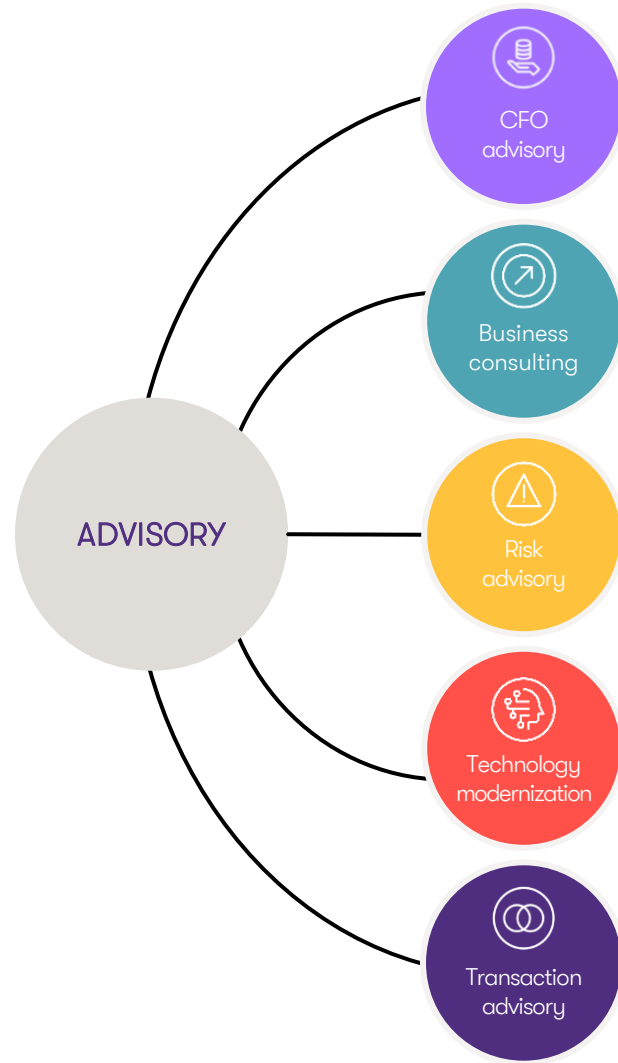 CFO
advisory
Business
consulting
Risk
advisory
ADVISORY
Technology
modernization
Transaction
advisory